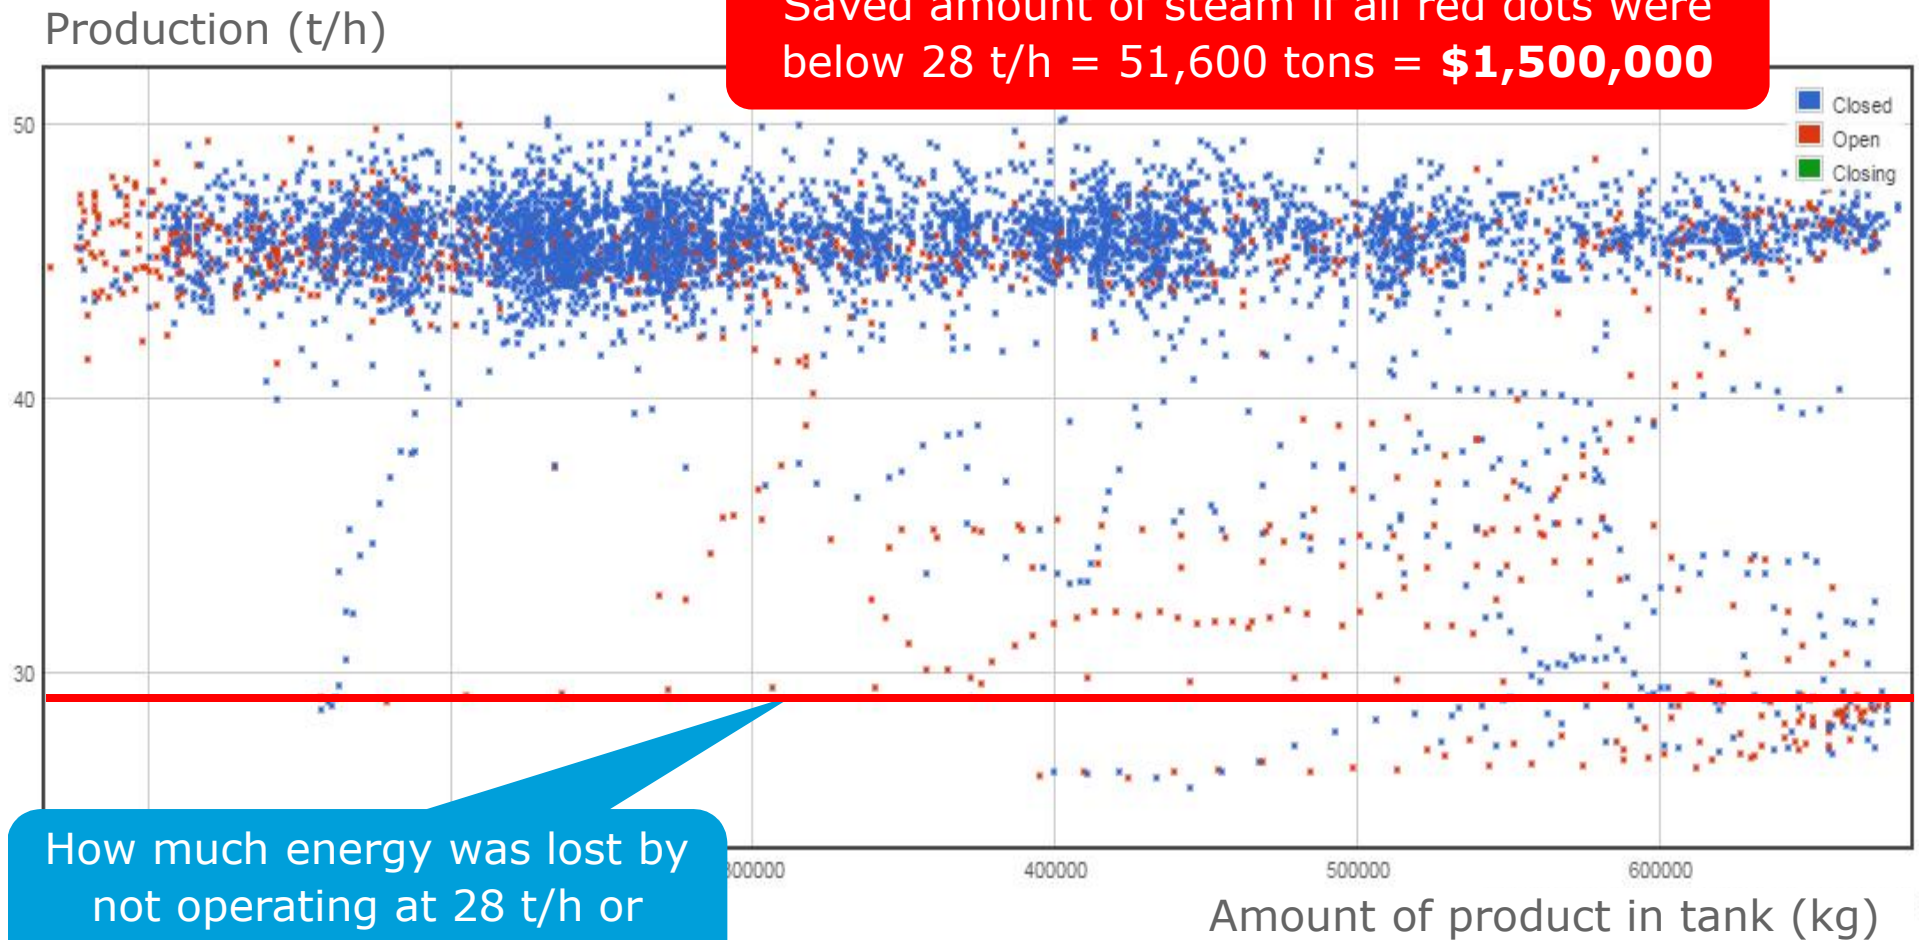 Production (t/h)
Saved amount of steam if all red dots were
below 28 t/h = 51,600 tons = $1,500,000
Closed
Open
Closing
50
40
30
300000
400000
500000
600000
How much energy was lost by
not operating at 28 t/h or
Amount of product in tank (kg)